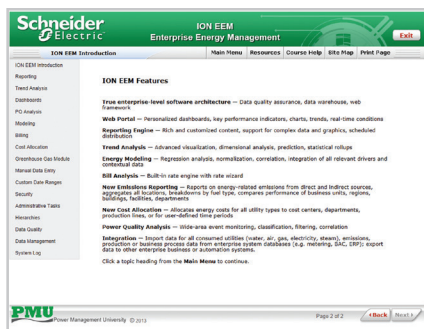 Schneider
Electric
ION EEM
Enterprise Energy Management
Exit
ION EEM Introduction
Main Menu
Resources
Course Help
Site Map
Print Page
ION EEM Introduction
Reporting
Trend Analysis
Dashboards
PQ Analysis
Modeling
Billing
Cost Allocation
Greenhouse Gas Module
Manual Data Entry
Custom Date Ranges
Security
Administrative Tasks
Hierarchies
Data Quality
Data Management
System Log
ION EEM Features
True enterprise-level software architecture — Data quality assurance, data warehouse, web
framework
Web Portal — Personalized dashboards, key performance indicators, charts, trends, real-time conditions
Reporting Engine — Rich and customized content, support for complex data and graphics, scheduled
distribution
Trend Analysis — Advanced visualization, dimensional analysis, prediction, statistical rollups
Energy Modeling — Regression analysis, normalization, correlation, integration of all relevant drivers and
contextual data
Bill Analysis — Built-in rate engine with rate wizard
New Emissions Reporting — Reports on energy-related emissions from direct and indirect sources,
aggregates all locations, breakdowns by fuel type, compares performance of business units, regions,
buildings, facilities, departments
New Cost Allocation — Allocates energy costs for all utility types to cost centers, departments,
production lines, or for user-defined time periods
Power Quality Analysis — Wide-area event monitoring, classification, filtering, correlation
Integration — Import data for all consumed utilities (water, air, gas, electricity, steam), emissions,
production or business process data from enterprise system databases (e.g. metering, BAC, ERP); export
data to other enterprise business or automation systems.
Click a topic heading from the Main Menu to continue.
PMU
Power Management University © 2013
Page 2 of 2
Back
Next